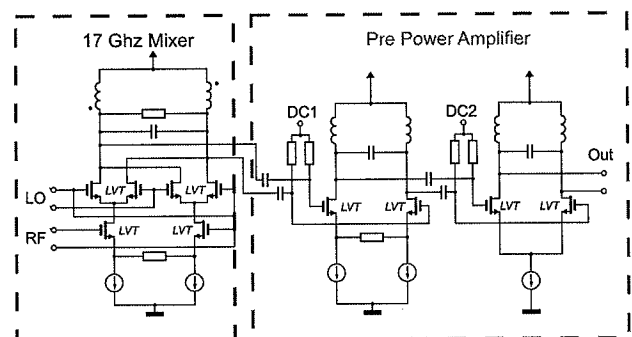 17 Ghz Mixer
Pre Power Amplifier
DC1
DC2
Out
LO
LVT
LVT
LVT
LVT
RF
LVT
LVT
LVT
LVT
LVT
LVT